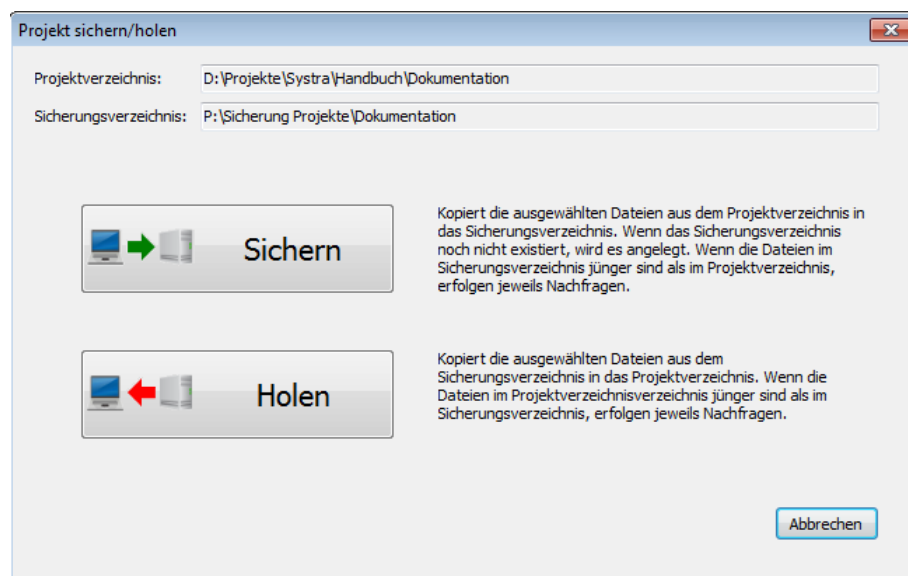 Projekt sichern/holen
Projektverzeichnis: D:\Projekte\Systra\Handbuch\Dokumentation
Sicherungsverzeichnis: P:\Sicherung Projekte\Dokumentation
Sichern
Kopiert die ausgewählten Dateien aus dem Projektverzeichnis in
das Sicherungsverzeichnis. Wenn das Sicherungsverzeichnis
noch nicht existiert, wird es angelegt. Wenn die Dateien im
Sicherungsverzeichnis jünger sind als im Projektverzeichnis,
erfolgen jeweils Nachfragen.
Holen
Kopiert die ausgewählten Dateien aus dem
Sicherungsverzeichnis in das Projektverzeichnis. Wenn die
Dateien im Projektverzeichnisverzeichnis jünger sind als im
Sicherungsverzeichnis, erfolgen jeweils Nachfragen.
Abbrechen